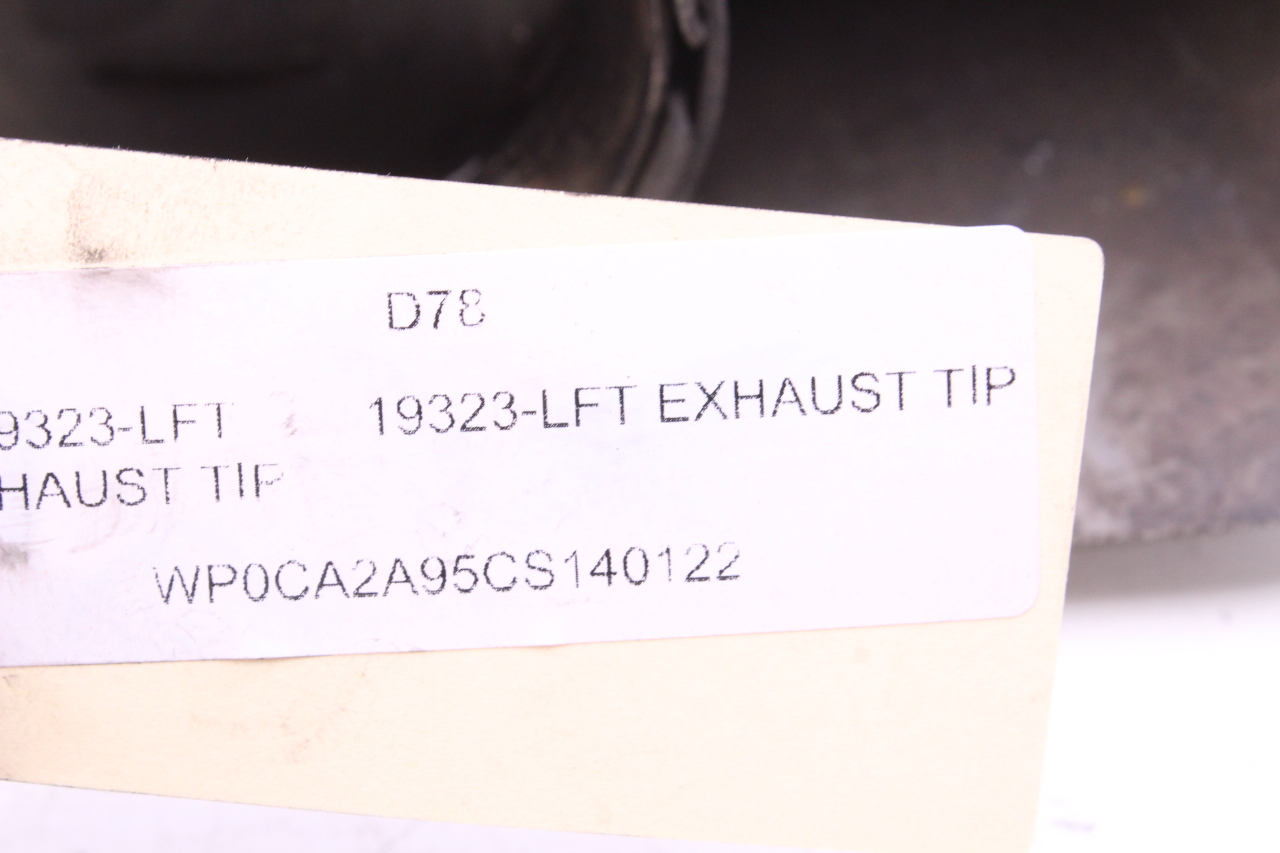 D78
9323-LFT 19323-LFT EXHAUST TIP
HAUST TIP
WP0CA2A95CS140122